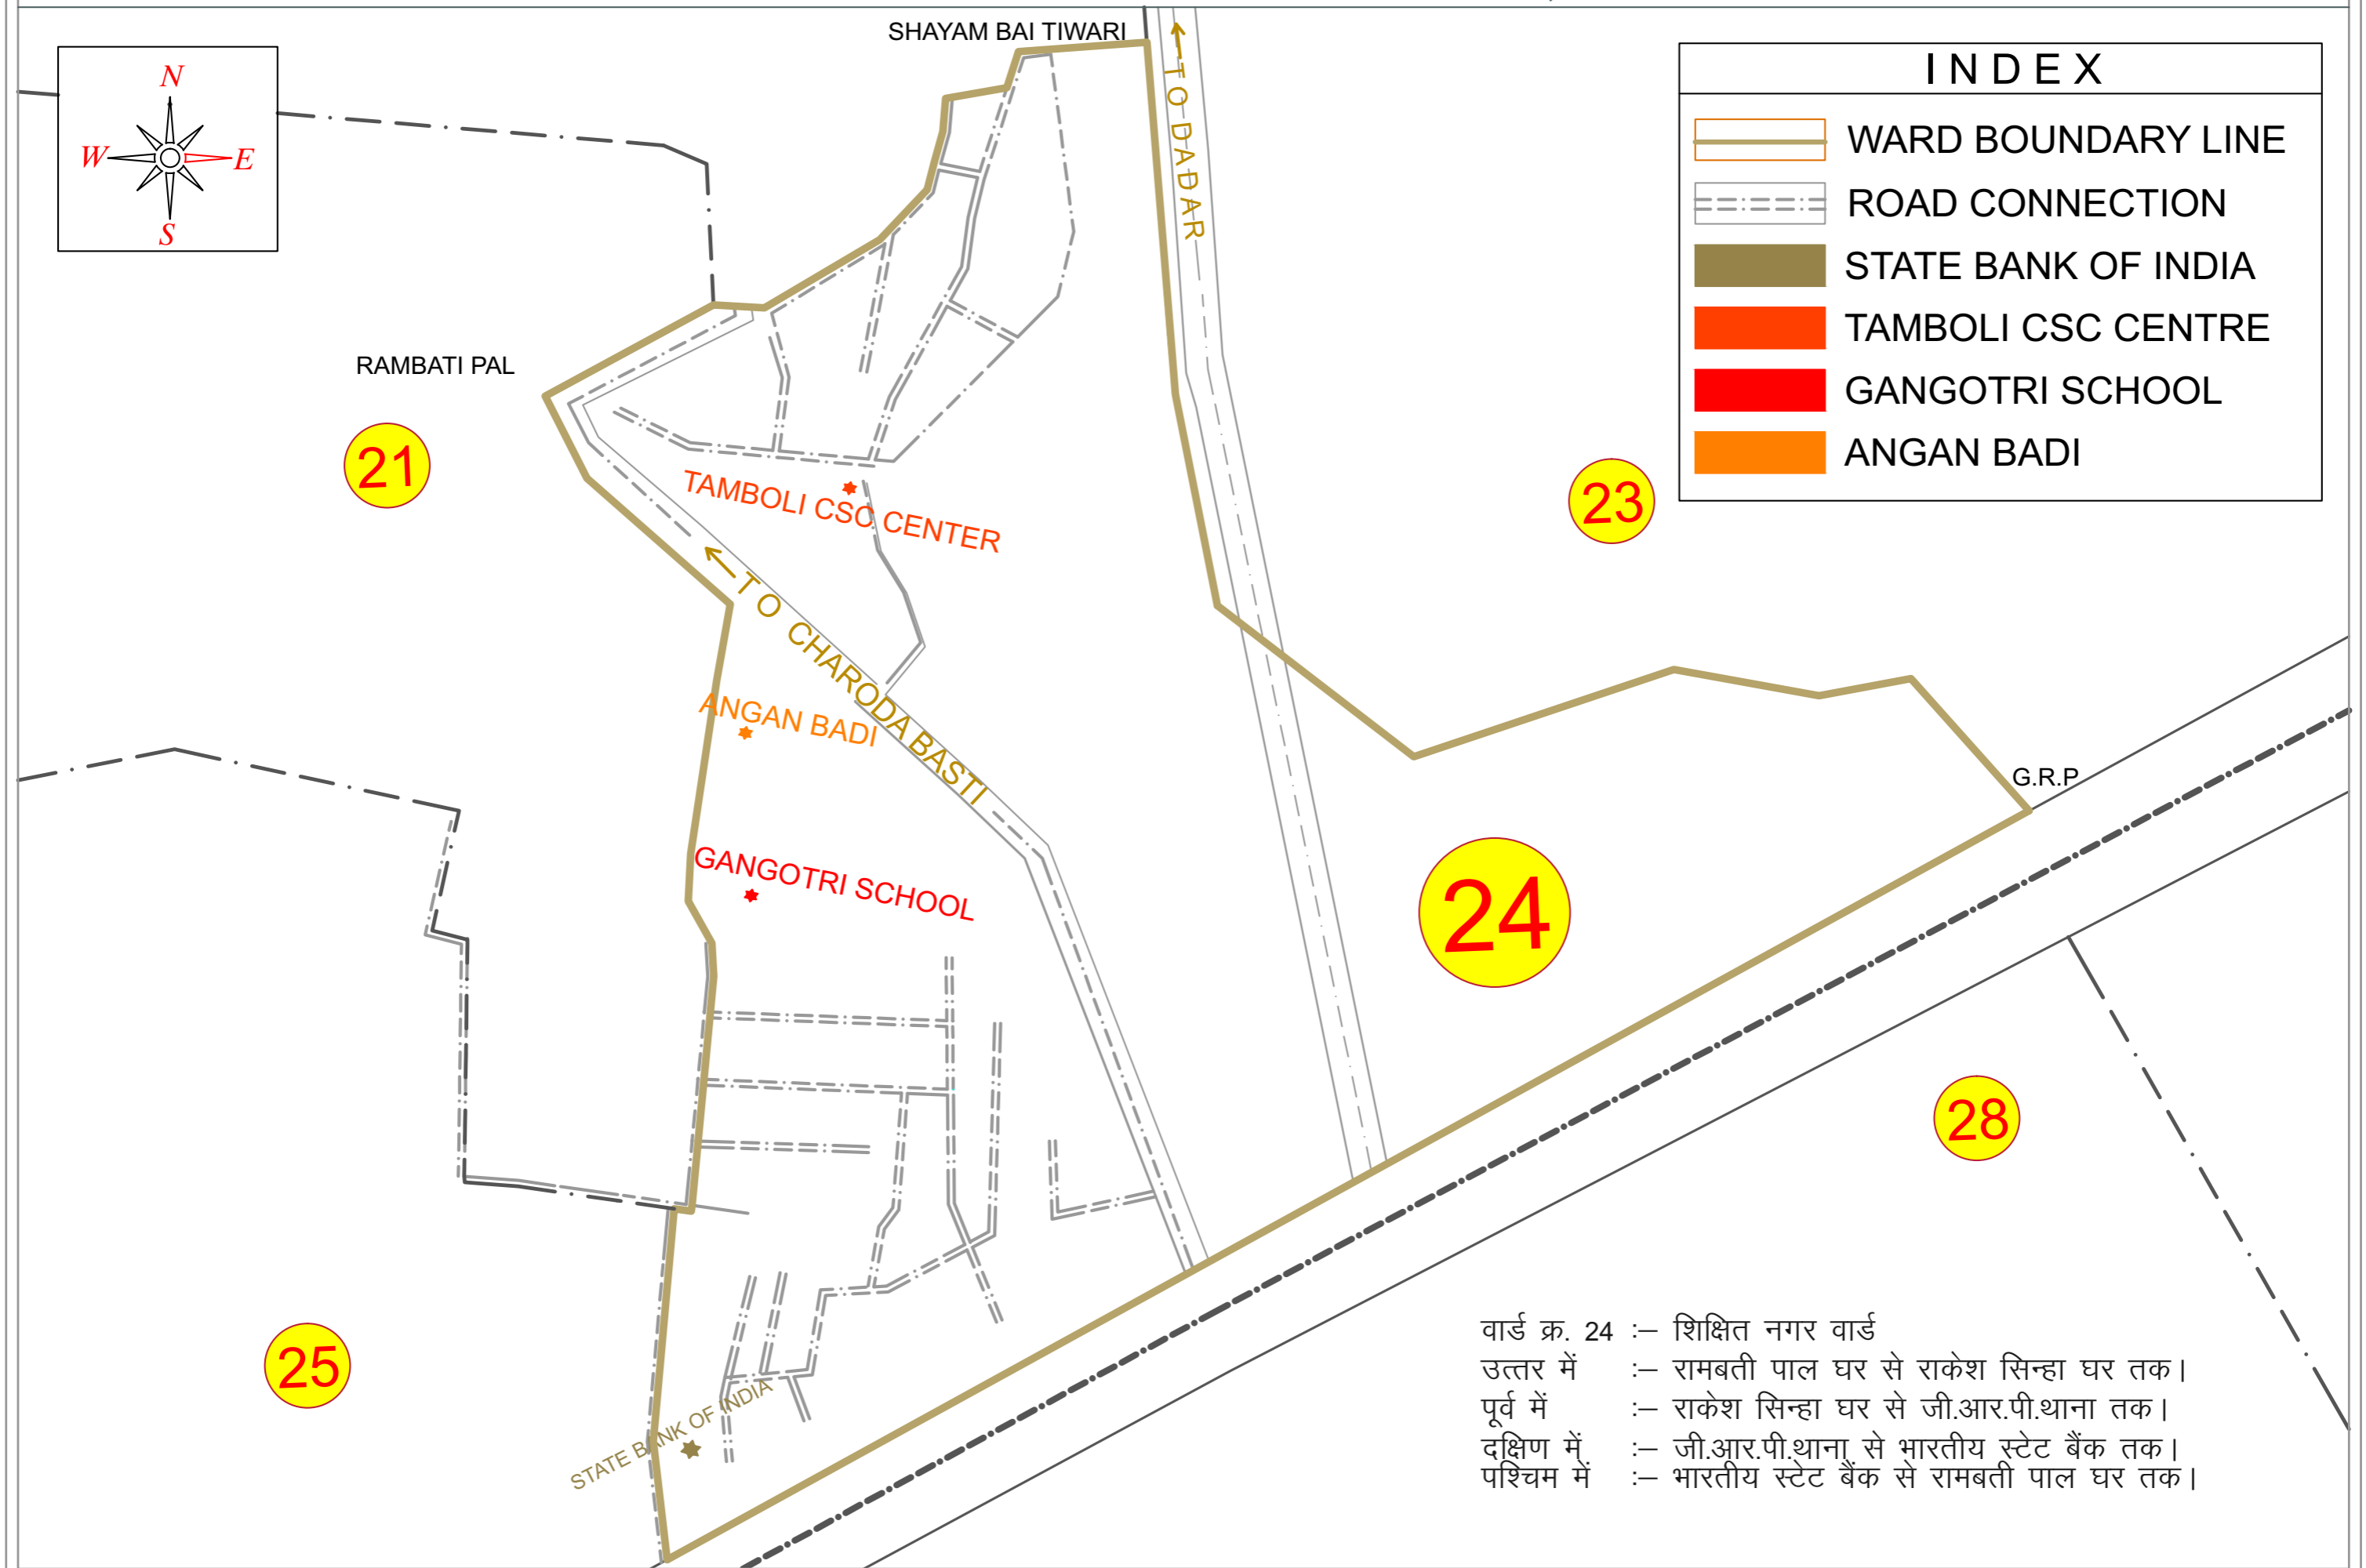 SHAYAM BAI TIWARI
N
W
E
S
TO DADAR
INDEX
WARD BOUNDARY LINE
ROAD CONNECTION
STATE BANK OF INDIA
TAMBOLI CSC CENTRE
GANGOTRI SCHOOL
ANGAN BADI
RAMBATI PAL
21
23
TAMBOLI CSC CENTER
TO CHARODA BASTI
ANGAN BADI
G.R.P
GANGOTRI SCHOOL
24
28
25
STATE BANK OF INDIA
वार्ड क्र. 24 :– शिक्षित नगर वार्ड
उत्तर में :– रामबती पाल घर से राकेश सिन्हा घर तक।
पूर्व में :– राकेश सिन्हा घर से जी.आर.पी.थाना तक।
दक्षिण में :– जी.आर.पी.थाना से भारतीय स्टेट बैंक तक।
पश्चिम में :– भारतीय स्टेट बैंक से रामबती पाल घर तक।